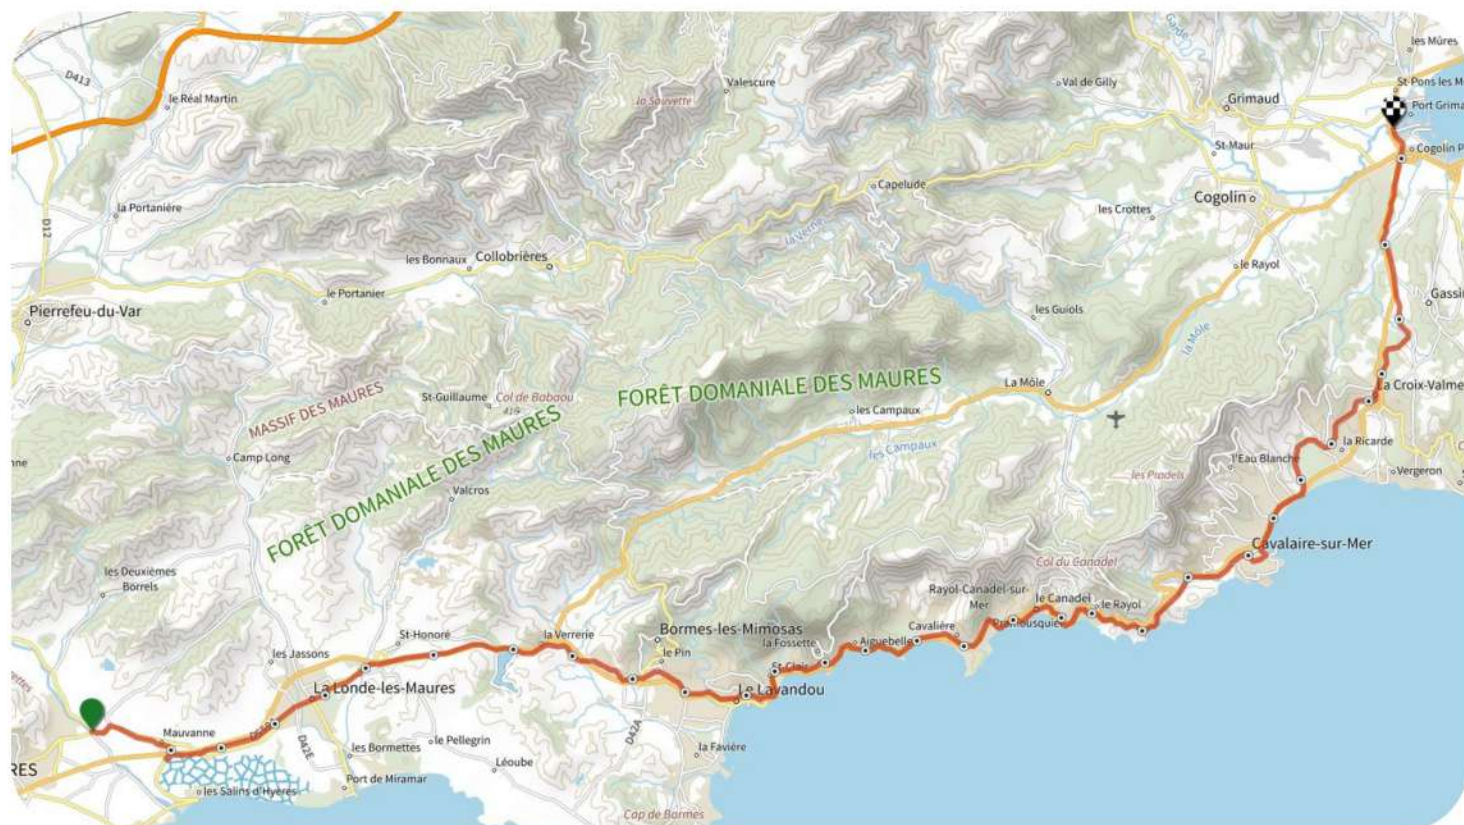 les Mûres
D413
Valescure
Val de Gilly
St-Pons les M
le Réal Martin
la Sauvette
Grimaud
Port Grima
St-Maur
Cogolin P
Capelude
la Portanière
Cogolin
les Crottes
D12
la Verne
les Bonnaux
Collobrières
le Rayol
le Portanier
Gassin
Pierrefeu-du-Var
les Guiols
la Môle
FORÊT DOMANIALE DES MAURES
La Môle
La Croix-Valme
MASSIF DES MAURES
St-Guillaume
Col de Babaou
les Campaux
FORÊT DOMANIALE DES MAURES
les Campaux
la Ricarde
Camp Long
l'Eau Blanche
Vergeron
les Pradels
Valcros
Cavalaire-sur-Mer
les Deuxièmes
Borrels
Col du Canadel
Rayol-Canadel-sur-
Mer
le Canadel
le Rayol
Pramousquier
St-Honoré
la Verrerie
Bormes-les-Mimosas
Cavalière
la Fossette
Aiguebelle
les Jassons
le Pin
St-Clair
La Londe-les-Maures
Le Lavandou
Mauvanne
D42E
D42A
les Bormettes
le Pellegrin
la Favière
RES
Léoube
Port de Miramar
les Salins d'Hyères
Cap de Bormes